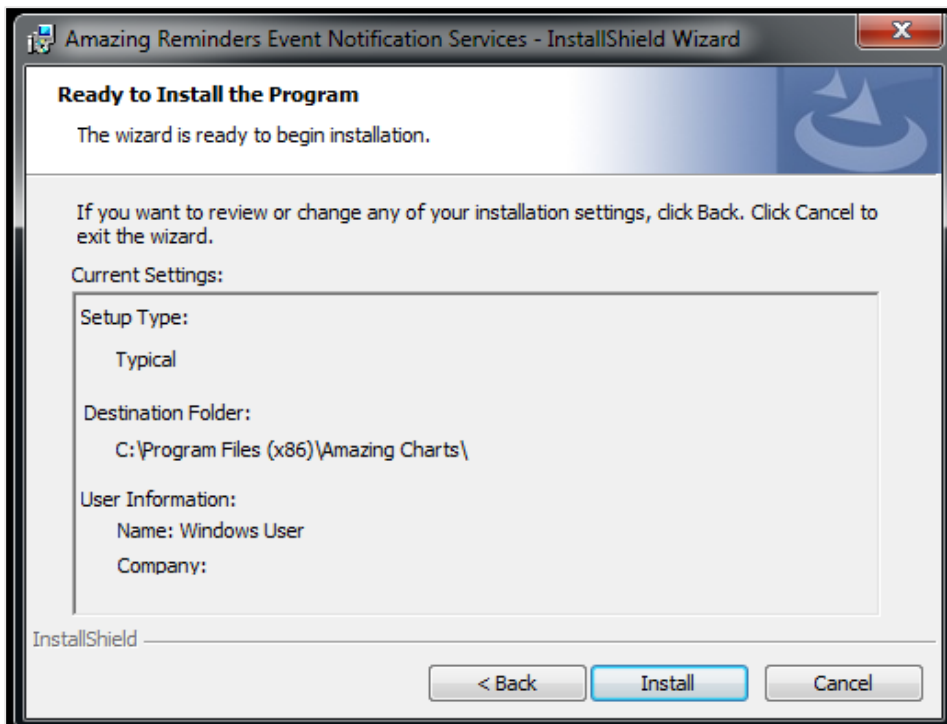 Amazing Reminders Event Notification Services - InstallShield Wizard
Ready to Install the Program
The wizard is ready to begin installation.
If you want to review or change any of your installation settings, click Back. Click Cancel to
exit the wizard.
Current Settings:
Setup Type:
Typical
Destination Folder:
C:\Program Files (x86)\Amazing Charts\
User Information:
Name: Windows User
Company:
InstallShield
< Back Install Cancel